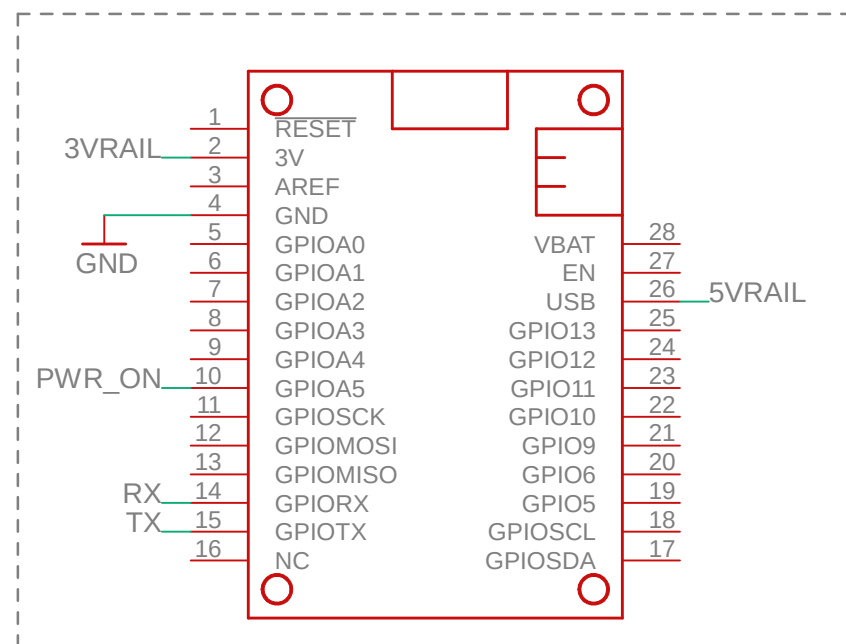 1 RESET
3VRAIL 2 3V
3 AREF
4 GND
GND
5 GPIOA0
6 GPIOA1
7 GPIOA2
8 GPIOA3
9 GPIOA4
PWR_ON 10 GPIOA5
11 GPIOSCK
12 GPIOMOSI
13 GPIOMISO
RX 14 GPIORX
TX 15 GPIOTX
16 NC
VBAT 28
EN 27
USB 26 5VRAIL
GPIO13 25
GPIO12 24
GPIO11 23
GPIO10 22
GPIO9 21
GPIO6 20
GPIO5 19
GPIOSCL 18
GPIOSDA 17